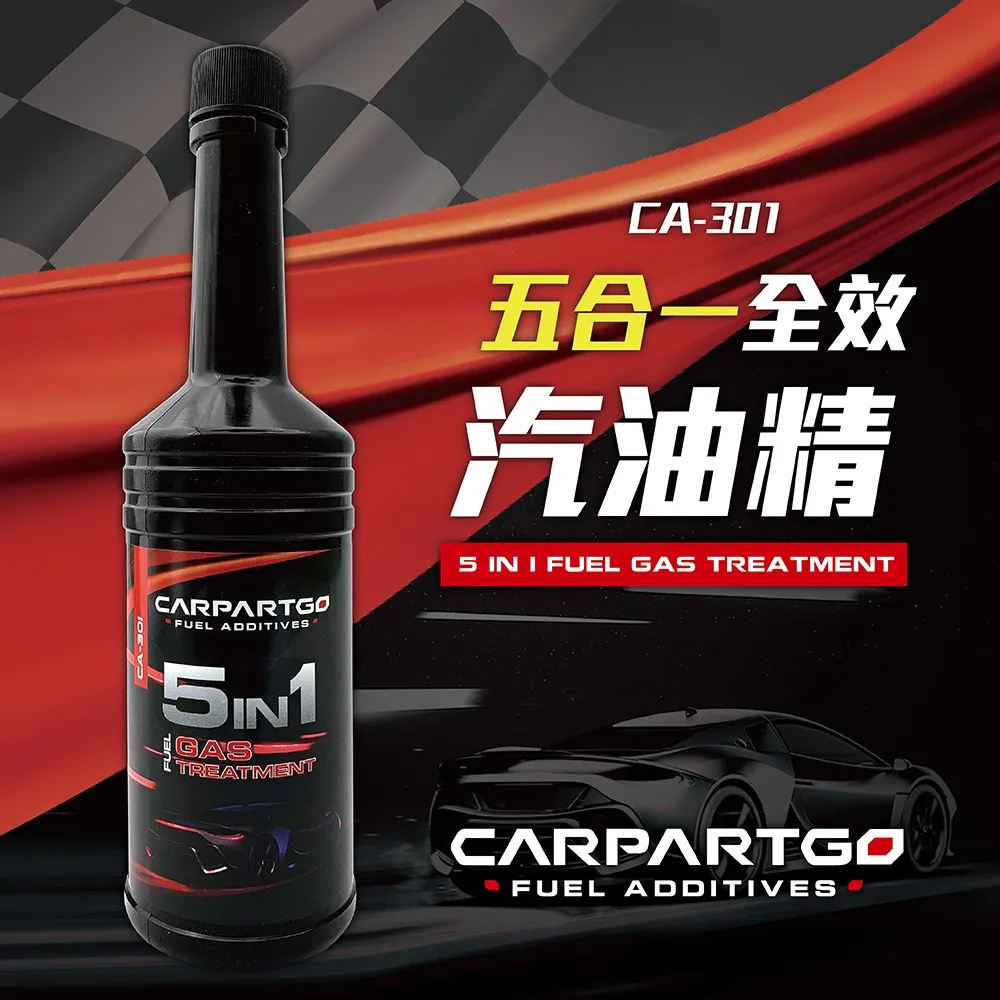 CA-301
五合一全效
汽油精
5 IN 1 FUEL GAS TREATMENT
CARPARTGO
FUEL ADDITIVES
CA-301
5IN1
FUEL
GAS
TREATMENT
CARPARTGO
FUEL ADDITIVES